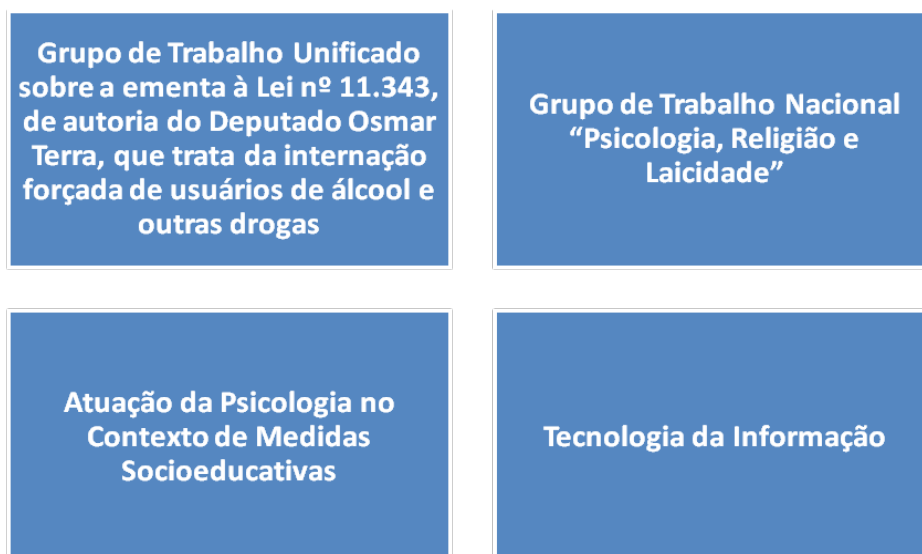 Grupo de Trabalho Unificado
sobre a ementa à Lei nº 11.343,
de autoria do Deputado Osmar
Terra, que trata da internação
forçada de usuários de álcool e
outras drogas
Grupo de Trabalho Nacional
“Psicologia, Religião e
Laicidade”
Atuação da Psicologia no
Contexto de Medidas
Socioeducativas
Tecnologia da Informação